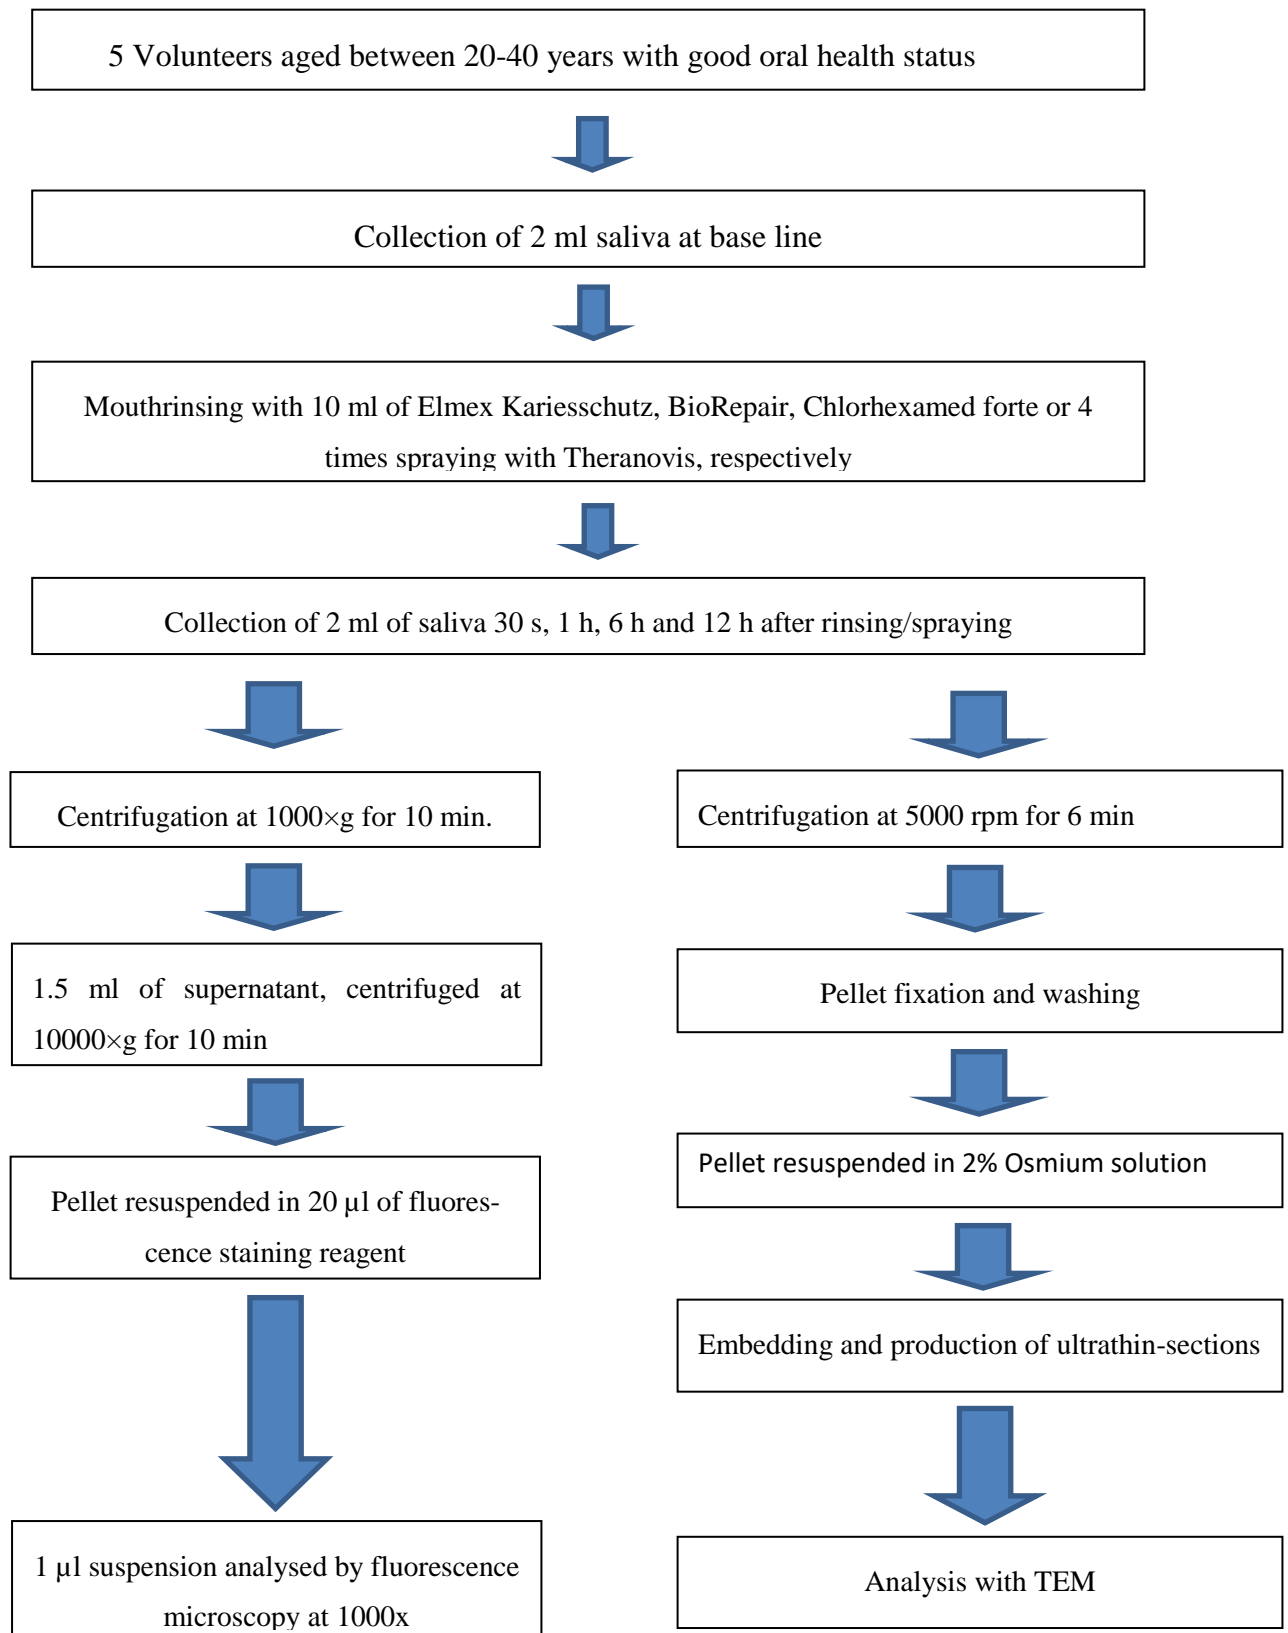 5 Volunteers aged between 20-40 years with good oral health status
Collection of 2 ml saliva at base line
Mouthrinsing with 10 ml of Elmex Kariesschutz, BioRepair, Chlorhexamed forte or 4
times spraying with Theranovis, respectively
Collection of 2 ml of saliva 30 s, 1 h, 6 h and 12 h after rinsing/spraying
Centrifugation at 1000×g for 10 min.
1.5 ml of supernatant, centrifuged at
10000×g for 10 min
Pellet resuspended in 20 µl of fluores-
cence staining reagent
1 µl suspension analysed by fluorescence
microscopy at 1000x
Centrifugation at 5000 rpm for 6 min
Pellet fixation and washing
Pellet resuspended in 2% Osmium solution
Embedding and production of ultrathin-sections
Analysis with TEM